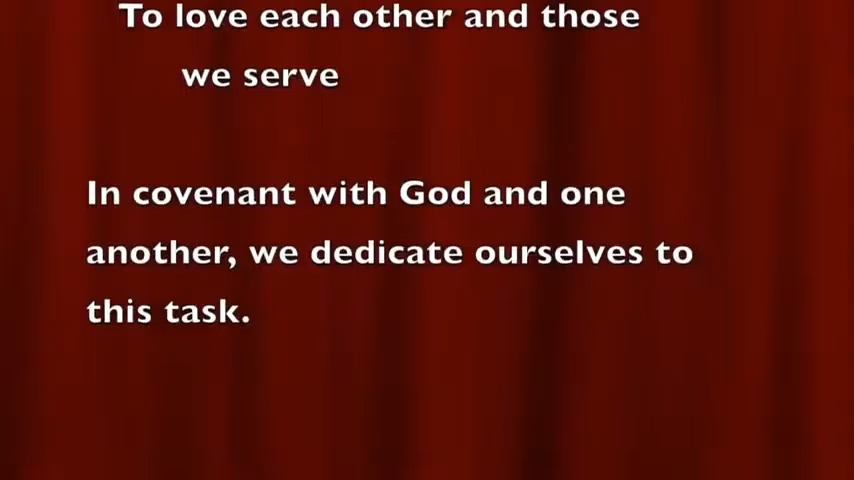 To love each other and those
we serve
In covenant with God and one
another, we dedicate ourselves to
this task.